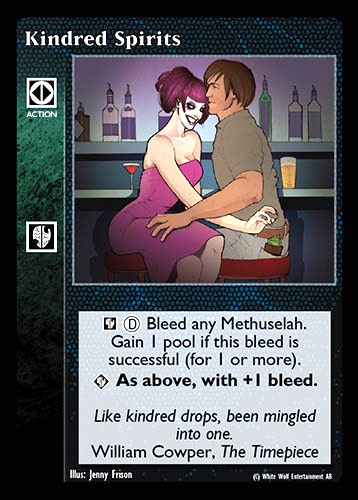 Kindred Spirits
ACTION
D Bleed any Methuselah.
Gain 1 pool if this bleed is
successful (for 1 or more).
As above, with +1 bleed.
Like kindred drops, been mingled
into one.
William Cowper, The Timepiece
Illus: Jenny Frison (C) White Wolf Entertainment AB